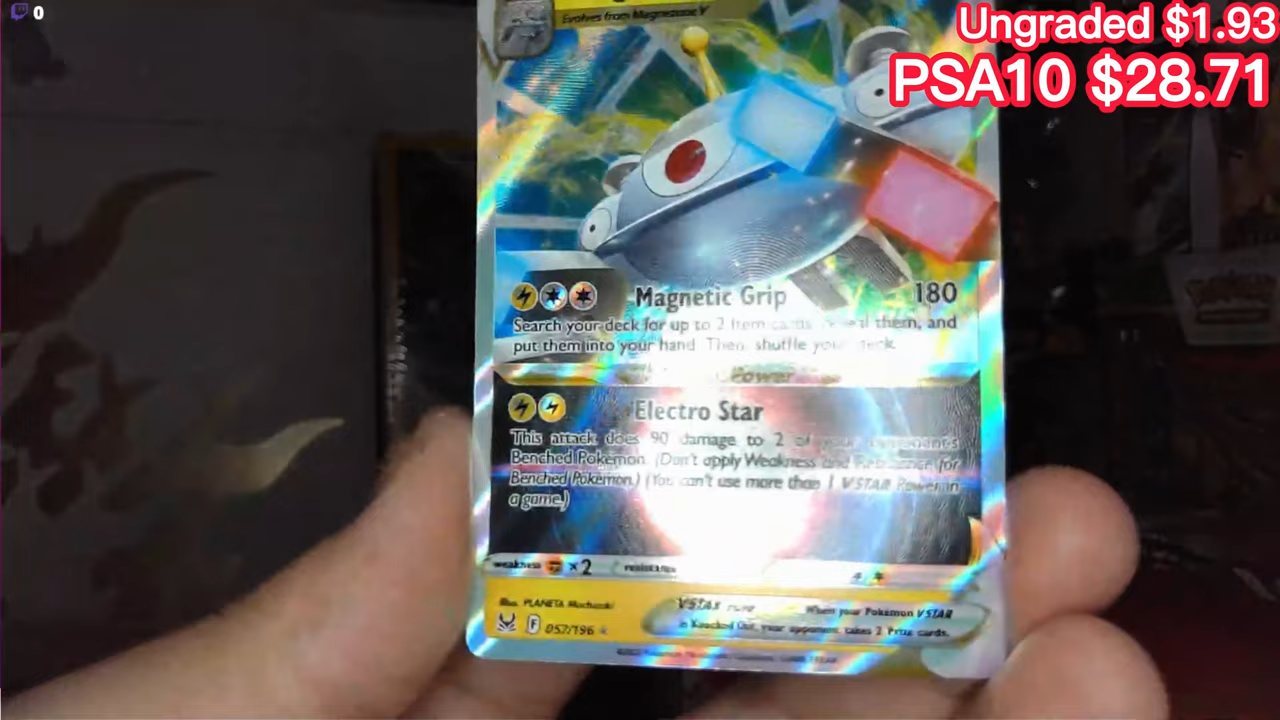 0
Ungraded $1.93
PSA10 $28.71
Evolves from Magnezone V
Magnetic Grip 180
Search your deck for up to 2 Item cards, reveal them, and
put them into your hand. Then, shuffle your deck.
Power
Electro Star
This attack does 90 damage to 2 of your opponent's
Benched Pokémon. (Don't apply Weakness and Resistance for
Benched Pokémon.) (You can't use more than 1 VSTAR Power in
a game.)
weakness ×2 resistance
Illus. PLANETA Mochizuki
F 057/196
VSTAR rule When your Pokémon VSTAR
is Knocked Out, your opponent takes 2 Prize cards.